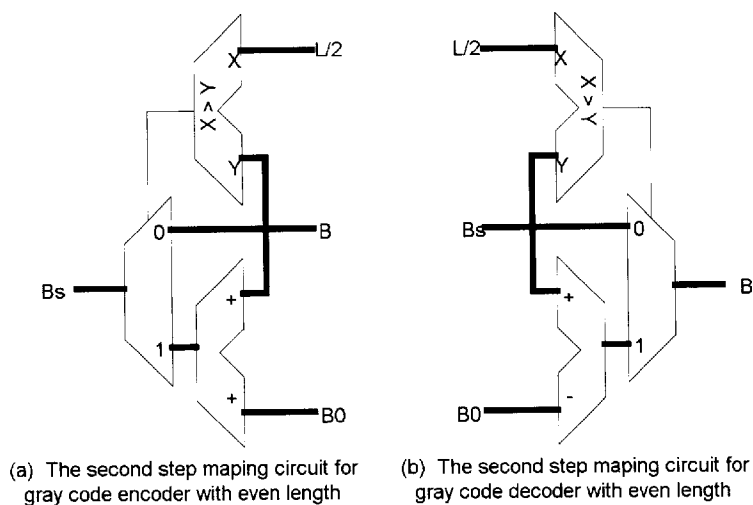 X
L/2
X > Y
Y
0
B
Bs
+
1
+
B0
L/2
X
X > Y
Y
Bs
0
B
+
1
B0
-
(a) The second step maping circuit for
gray code encoder with even length
(b) The second step maping circuit for
gray code decoder with even length